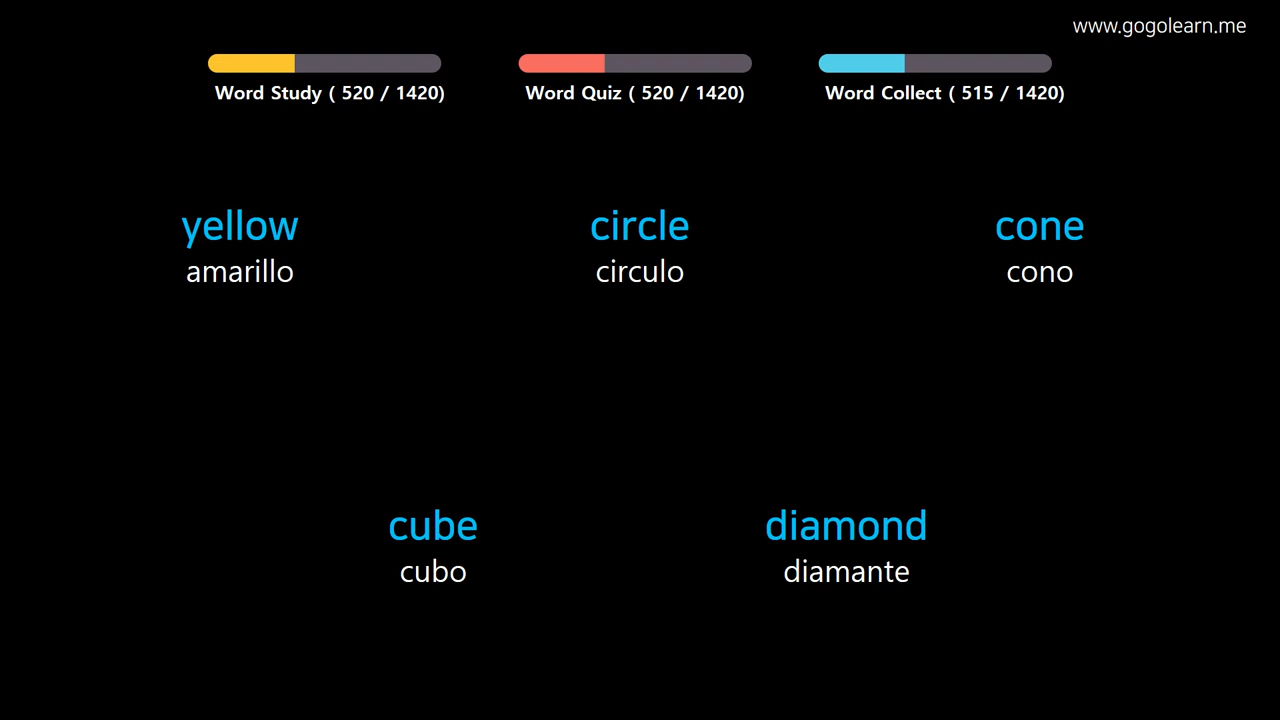 www.gogolearn.me
Word Study ( 520 / 1420)
Word Quiz ( 520 / 1420)
Word Collect ( 515 / 1420)
yellow
amarillo
circle
circulo
cone
cono
cube
cubo
diamond
diamante